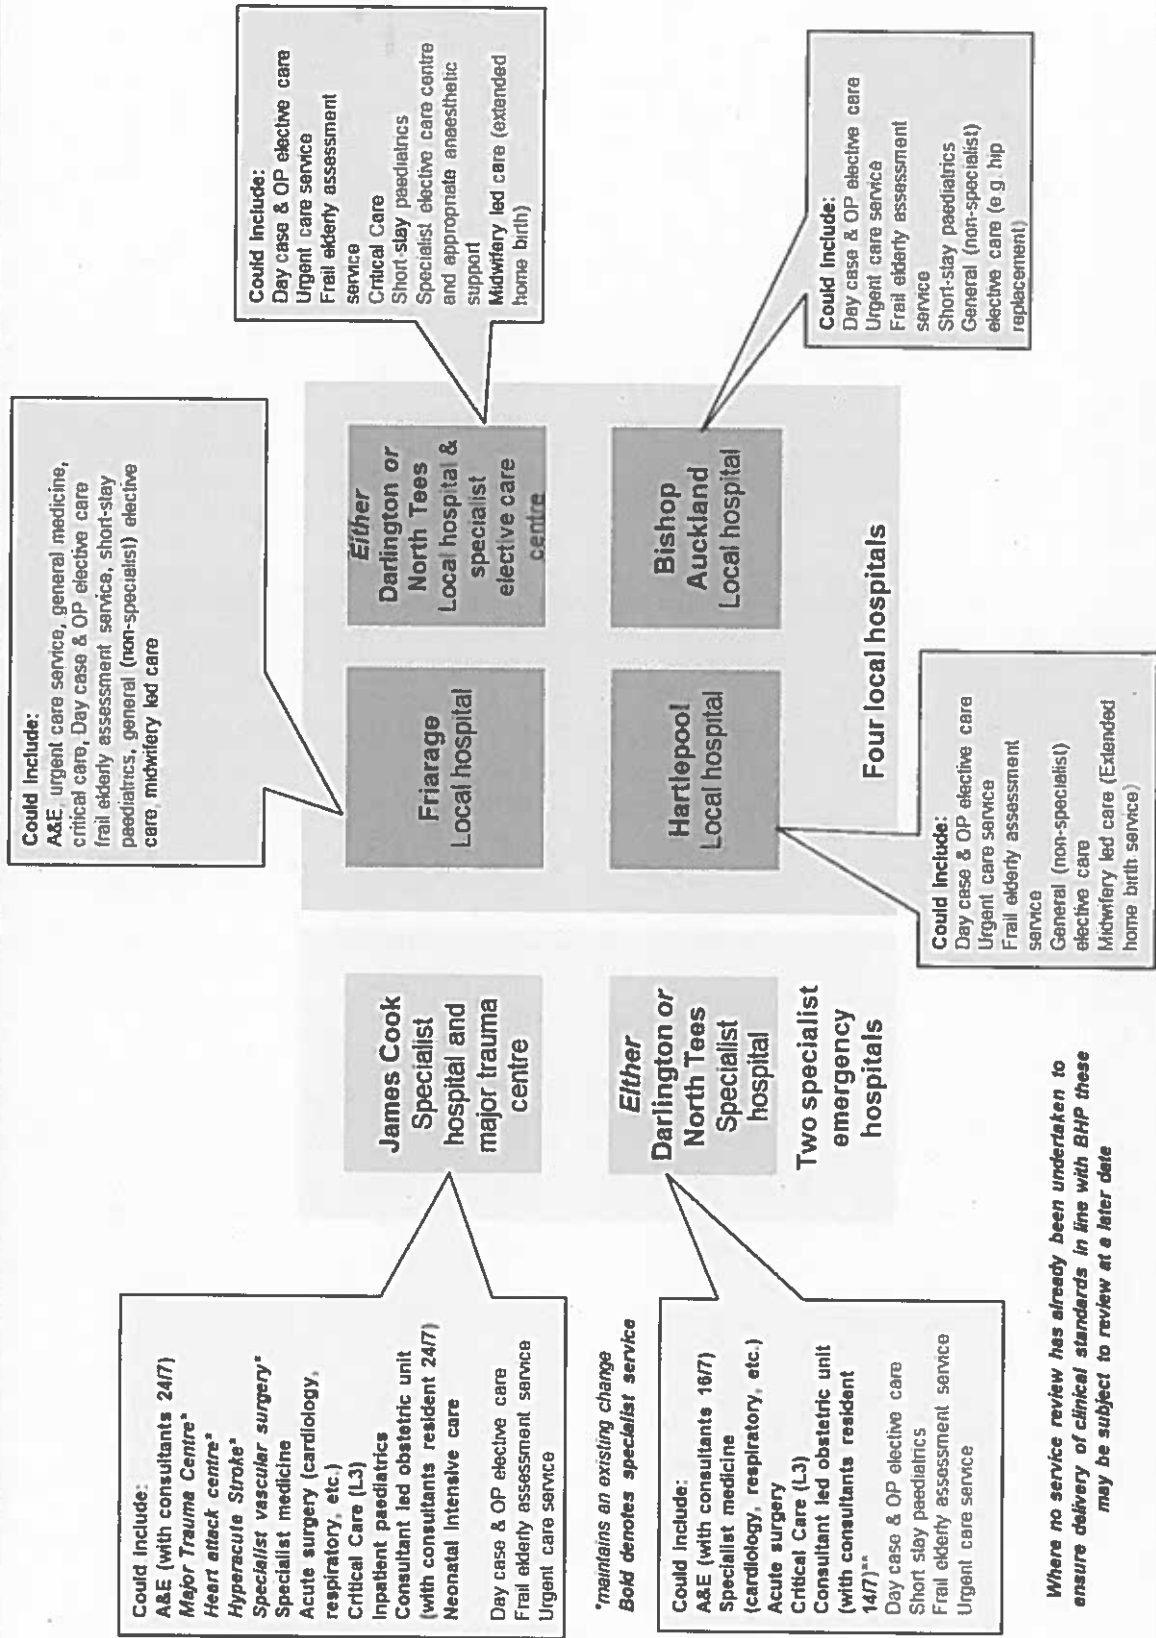 Could Include:
A&E (with consultants 24/7)
Major Trauma Centre*
Heart attack centre*
Hyperacute Stroke*
Specialist vascular surgery*
Specialist medicine
Acute surgery (cardiology,
respiratory, etc.)
Critical Care (L3)
Inpatient paediatrics
Consultant led obstetric unit
(with consultants resident 24/7)
Neonatal Intensive care
Day case & OP elective care
Frail elderly assessment service
Urgent care service
*maintains an existing change
Bold denotes specialist service
Could Include:
A&E (with consultants 16/7)
Specialist medicine
(cardiology, respiratory, etc.)
Acute surgery
Critical Care (L3)
Consultant led obstetric unit
(with consultants resident
14/7)**
Day case & OP elective care
Short stay paediatrics
Frail elderly assessment service
Urgent care service
Where no service review has already been undertaken to
ensure delivery of clinical standards in line with BHP these
may be subject to review at a later date
James Cook
Specialist
hospital and
major trauma
centre
Either
Darlington or
North Tees
Specialist
hospital
Two specialist
emergency
hospitals
Could Include:
A&E, urgent care service, general medicine,
critical care, Day case & OP elective care
frail elderly assessment service, short-stay
paediatrics, general (non-specialist) elective
care, midwifery led care
Friarage
Local hospital
Hartlepool
Local hospital
Either
Darlington or
North Tees
Local hospital &
specialist
elective care
centre
Bishop
Auckland
Local hospital
Four local hospitals
Could Include:
Day case & OP elective care
Urgent care service
Frail elderly assessment
service
General (non-specialist)
elective care
Midwifery led care (Extended
home birth service)
Could Include:
Day case & OP elective care
Urgent care service
Frail elderly assessment
service
Critical Care
Short-stay paediatrics
Specialist elective care centre
and appropriate anaesthetic
support
Midwifery led care (extended
home birth)
Could Include:
Day case & OP elective care
Urgent care service
Frail elderly assessment
service
Short-stay paediatrics
General (non-specialist)
elective care (e.g. hip
replacement)